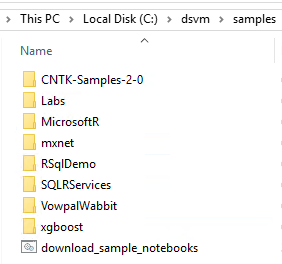 This PC > Local Disk (C:) > dsvm > samples
Name
CNTK-Samples-2-0
Labs
MicrosoftR
mxnet
RSqlDemo
SQLRServices
VowpalWabbit
xgboost
download_sample_notebooks